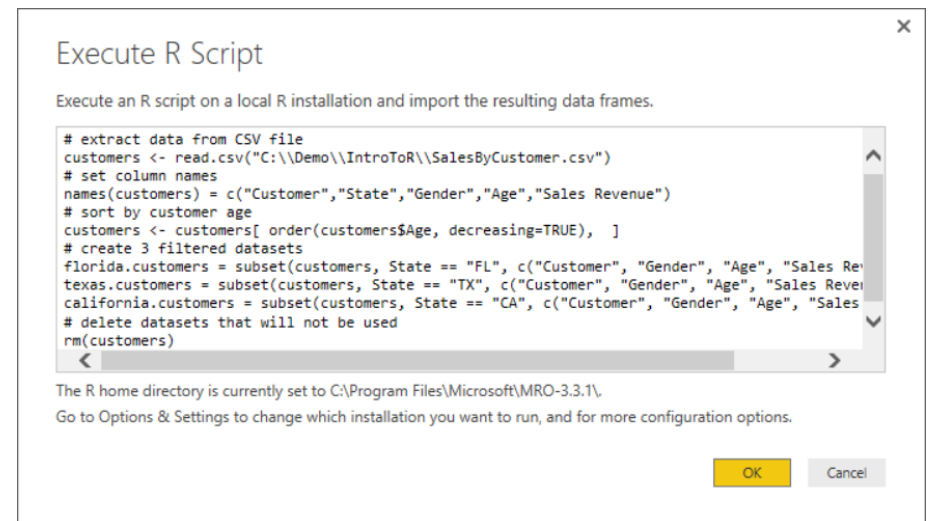 Execute R Script
Execute an R script on a local R installation and import the resulting data frames.
# extract data from CSV file
customers <- read.csv("C:\\Demo\\IntroToR\\SalesByCustomer.csv")
# set column names
names(customers) = c("Customer","State","Gender","Age","Sales Revenue")
# sort by customer age
customers <- customers[ order(customers$Age, decreasing=TRUE),  ]
# create 3 filtered datasets
florida.customers = subset(customers, State == "FL", c("Customer", "Gender", "Age", "Sales Re
texas.customers = subset(customers, State == "TX", c("Customer", "Gender", "Age", "Sales Reve
california.customers = subset(customers, State == "CA", c("Customer", "Gender", "Age", "Sales
# delete datasets that will not be used
rm(customers)
The R home directory is currently set to C:\Program Files\Microsoft\MRO-3.3.1\.
Go to Options & Settings to change which installation you want to run, and for more configuration options.
OK Cancel